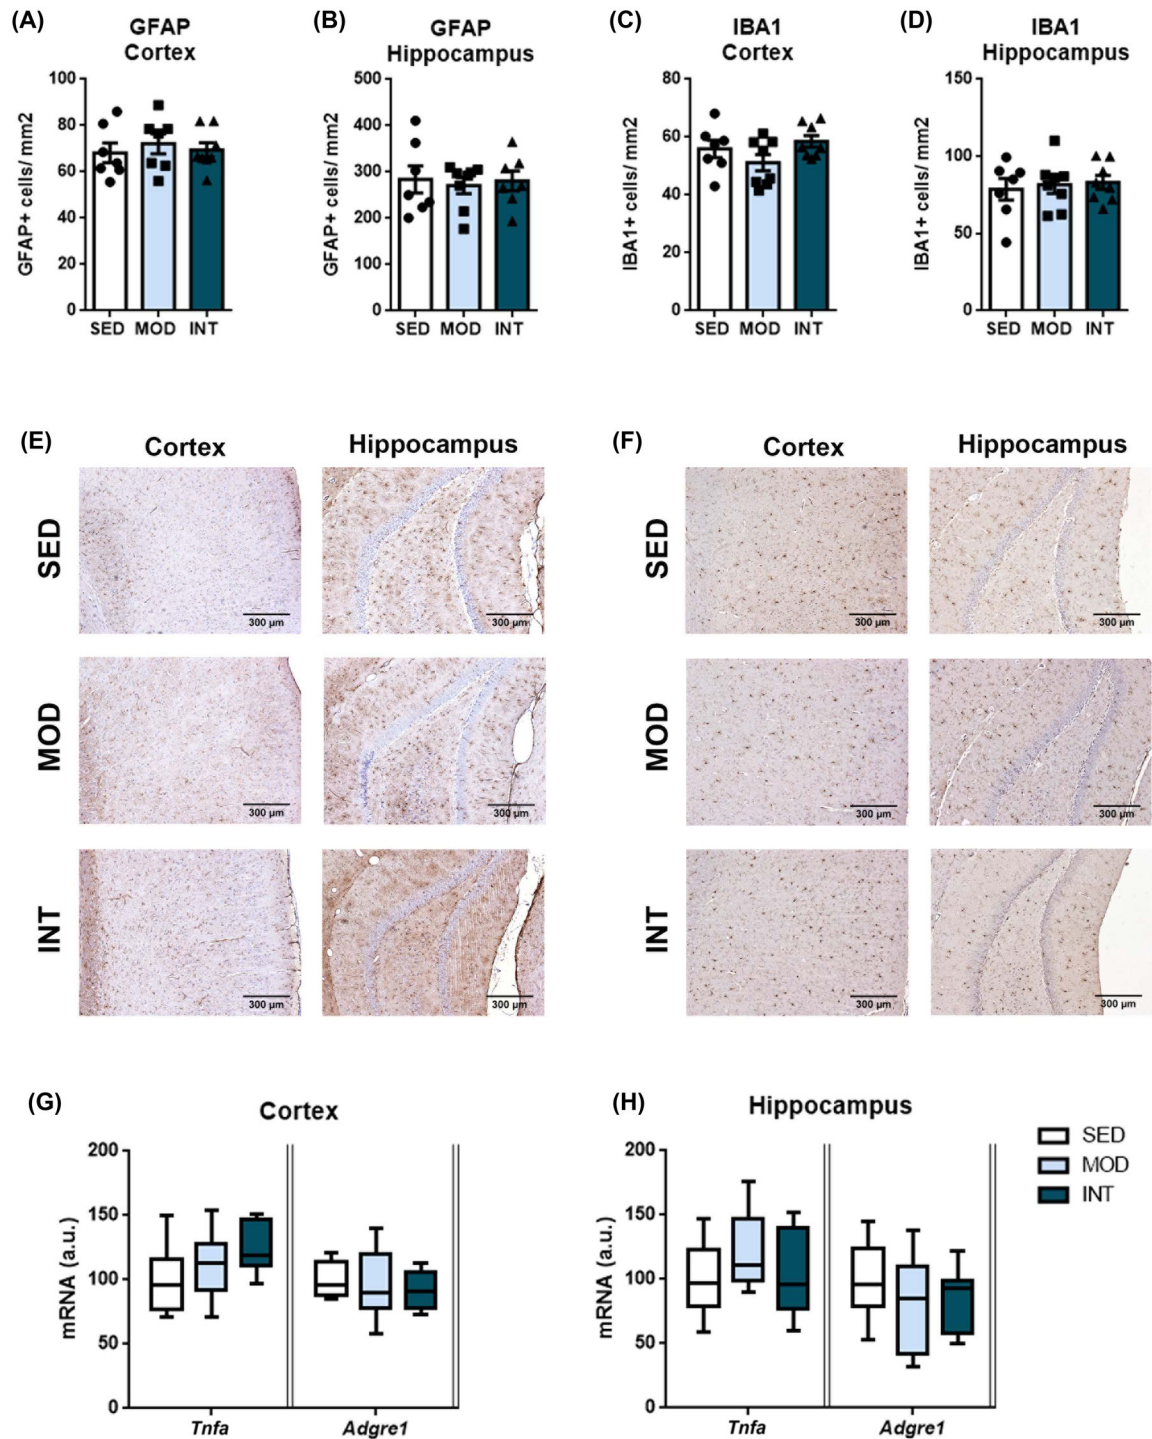 (A)
GFAP
Cortex
GFAP+ cells/ mm2
100
80
60
40
20
0
SED MOD INT
(B)
GFAP
Hippocampus
GFAP+ cells/ mm2
500
400
300
200
100
0
SED MOD INT
(C)
IBA1
Cortex
IBA1+ cells/ mm2
80
60
40
20
0
SED MOD INT
(D)
IBA1
Hippocampus
IBA1+ cells/ mm2
150
100
50
0
SED MOD INT
(E)
Cortex Hippocampus
SED
300 µm
300 µm
MOD
300 µm
300 µm
INT
300 µm
300 µm
(F)
Cortex Hippocampus
SED
300 µm
300 µm
MOD
300 µm
300 µm
INT
300 µm
300 µm
(G)
Cortex
mRNA (a.u.)
200
150
100
50
0
Tnfa Adgre1
(H)
Hippocampus
mRNA (a.u.)
200
150
100
50
0
Tnfa Adgre1
SED
MOD
INT